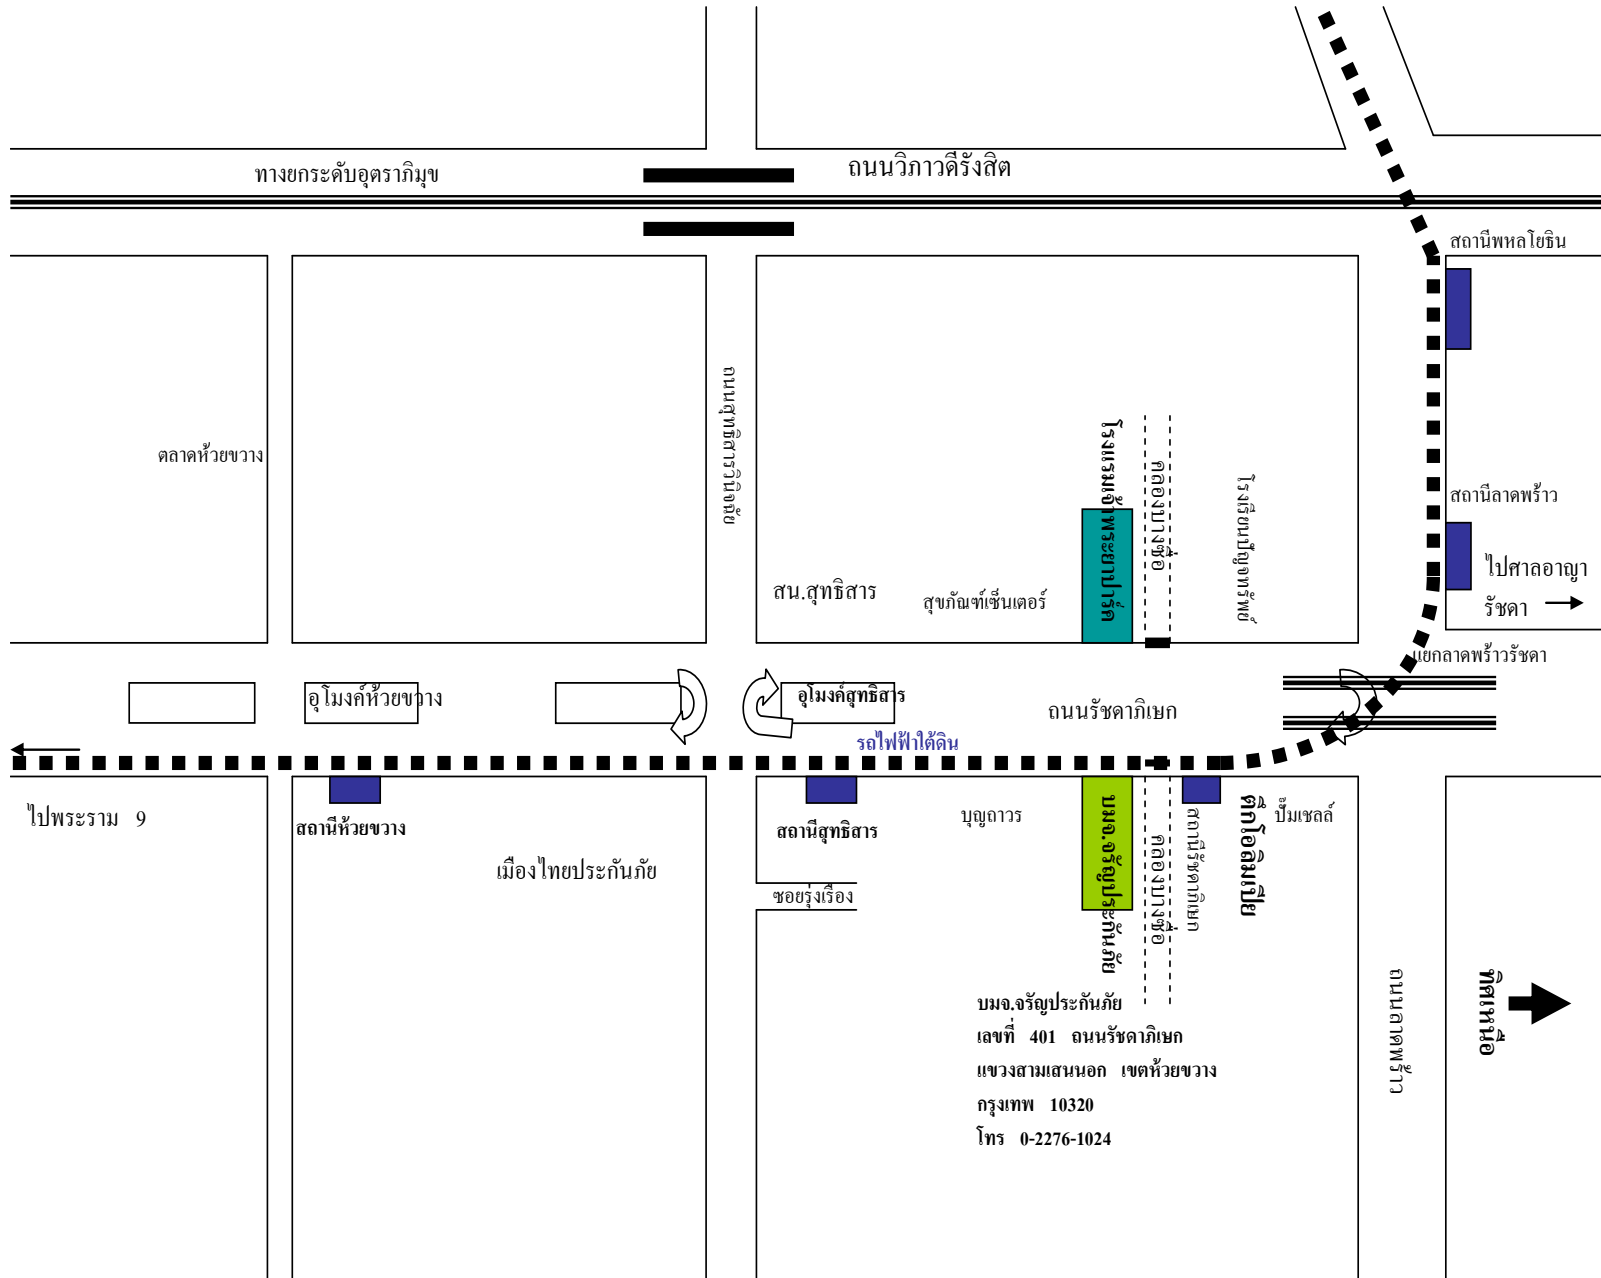 ทางยกระดับอุตราภิมุข
ถนนวิภาวดีรังสิต
สถานีพหลโยธิน
ถนนสุทธิสารวินิจฉัย
ตลาดห้วยขวาง
โรงแรมเจ้าพระยาปาร์ค
คลองบางซื่อ
โรงเรียนปัญจทรัพย์
สถานีลาดพร้าว
ไปศาลอาญา
รัชดา
สน.สุทธิสาร
สุขภัณฑ์เซ็นเตอร์
แยกลาดพร้าวรัชดา
อุโมงค์ห้วยขวาง
อุโมงค์สุทธิสาร
ถนนรัชดาภิเษก
รถไฟฟ้าใต้ดิน
ไปพระราม 9
สถานีห้วยขวาง
สถานีสุทธิสาร
บุญถาวร
บมจ.จรัญประกันภัย
คลองบางซื่อ
สถานีรัชดาภิเษก
ตึกโอลิมเปีย
ปั๊มเชลล์
เมืองไทยประกันภัย
ซอยรุ่งเรือง
ถนนลาดพร้าว
ทิศเหนือ
บมจ.จรัญประกันภัย
เลขที่ 401 ถนนรัชดาภิเษก
แขวงสามเสนนอก เขตห้วยขวาง
กรุงเทพ 10320
โทร 0-2276-1024